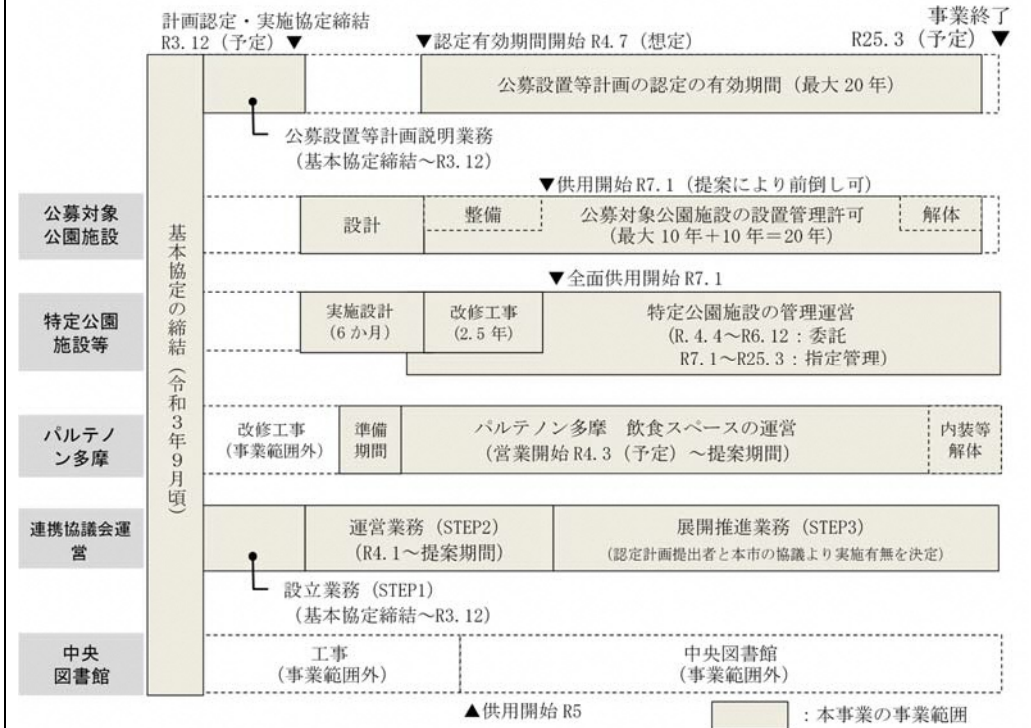 計画認定・実施協定締結
R3.12（予定）▼
▼認定有効期間開始 R4.7（想定）
事業終了
R25.3（予定）▼
公募設置等計画の認定の有効期間（最大 20 年）
公募設置等計画説明業務
（基本協定締結～R3.12）
基本協定の締結（令和３年９月頃）
▼供用開始 R7.1（提案により前倒し可）
公募対象
公園施設
設計
整備
公募対象公園施設の設置管理許可
（最大 10 年＋10 年＝20 年）
解体
▼全面供用開始 R7.1
特定公園
施設等
実施設計
（6 か月）
改修工事
（2.5 年）
特定公園施設の管理運営
（R.4.4～R6.12：委託
R7.1～R25.3：指定管理）
パルテノ
ン多摩
改修工事
（事業範囲外）
準備
期間
パルテノン多摩　飲食スペースの運営
（営業開始 R4.3（予定）～提案期間）
内装等
解体
連携協議会運
営
運営業務（STEP2）
（R4.1～提案期間）
展開推進業務（STEP3）
（認定計画提出者と本市の協議より実施有無を決定）
設立業務（STEP1）
（基本協定締結～R3.12）
中央
図書館
工事
（事業範囲外）
中央図書館
（事業範囲外）
▲供用開始 R5
：本事業の事業範囲